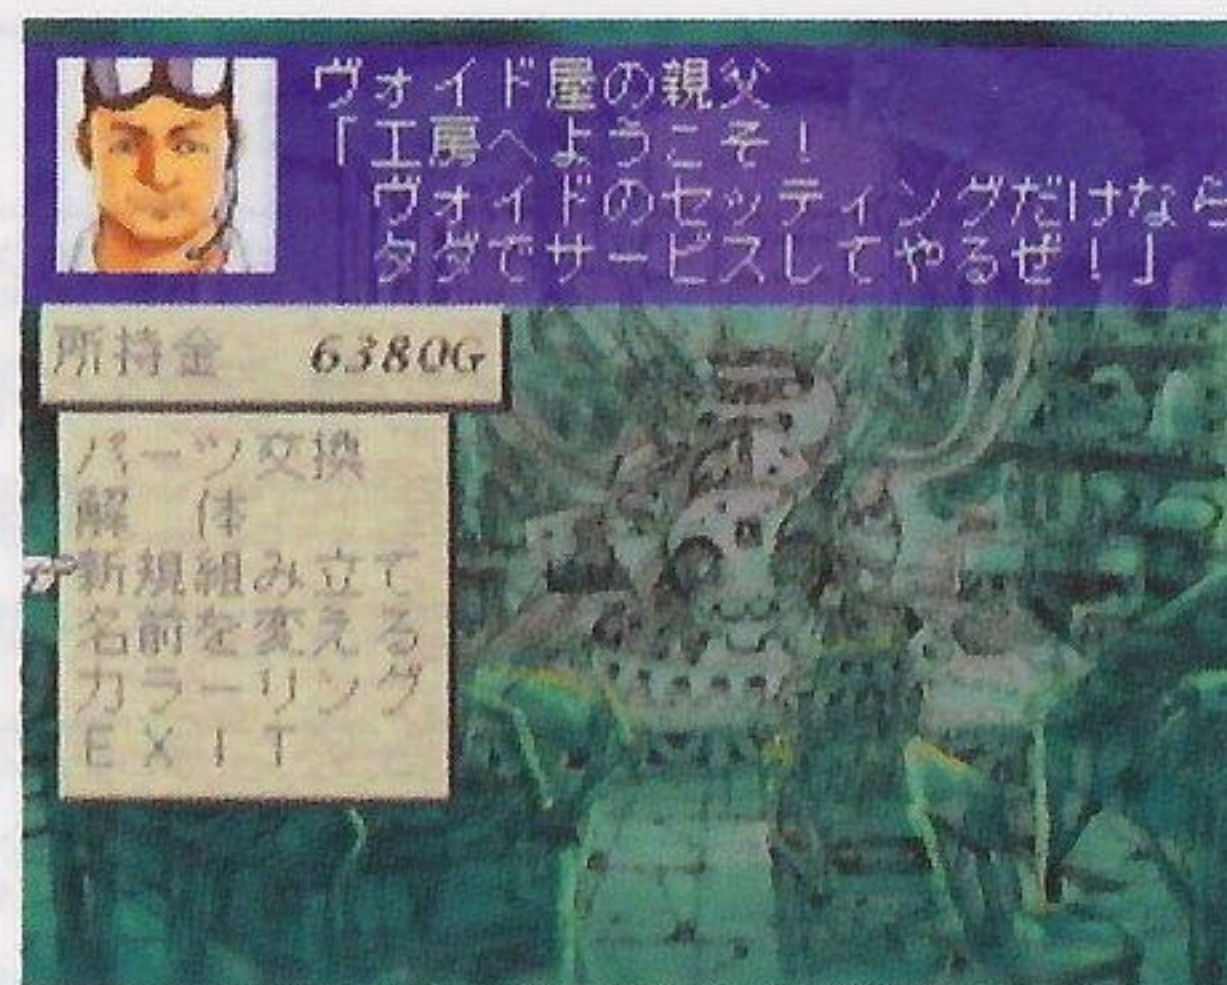 ヴォイド屋の親父
「工房へようこそ!
ヴォイドのセッティングだけなら
タダでサービスしてやるぜ!」
所持金 6380G
パーツ交換
解 体
新規組み立て
名前を変える
カラーリング
EXIT